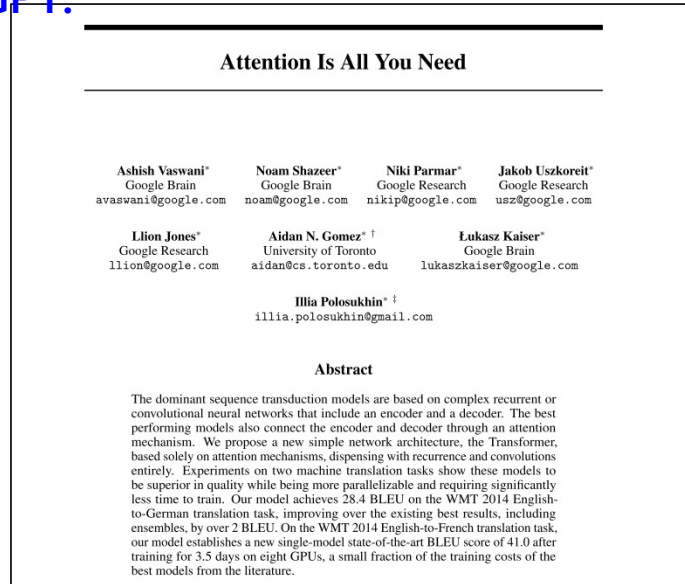 Attention Is All You Need
Ashish Vaswani* Noam Shazeer* Niki Parmar* Jakob Uszkoreit*
Google Brain Google Brain Google Research Google Research
avaswani@google.com noam@google.com nikip@google.com usz@google.com
Llion Jones* Aidan N. Gomez* † Łukasz Kaiser*
Google Research University of Toronto Google Brain
llion@google.com aidan@cs.toronto.edu lukaszkaiser@google.com
Illia Polosukhin* ‡
illia.polosukhin@gmail.com
Abstract
The dominant sequence transduction models are based on complex recurrent or
convolutional neural networks that include an encoder and a decoder. The best
performing models also connect the encoder and decoder through an attention
mechanism. We propose a new simple network architecture, the Transformer,
based solely on attention mechanisms, dispensing with recurrence and convolutions
entirely. Experiments on two machine translation tasks show these models to
be superior in quality while being more parallelizable and requiring significantly
less time to train. Our model achieves 28.4 BLEU on the WMT 2014 English-
to-German translation task, improving over the existing best results, including
ensembles, by over 2 BLEU. On the WMT 2014 English-to-French translation task,
our model establishes a new single-model state-of-the-art BLEU score of 41.0 after
training for 3.5 days on eight GPUs, a small fraction of the training costs of the
best models from the literature.